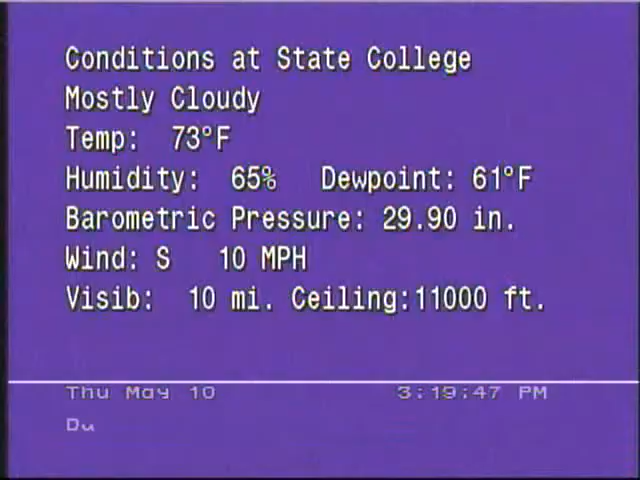 Conditions at State College
Mostly Cloudy
Temp:  73°F
Humidity:  65%   Dewpoint: 61°F
Barometric Pressure: 29.90 in.
Wind: S   10 MPH
Visib:  10 mi. Ceiling:11000 ft.
Thu May 10   3:19:47 PM
Du